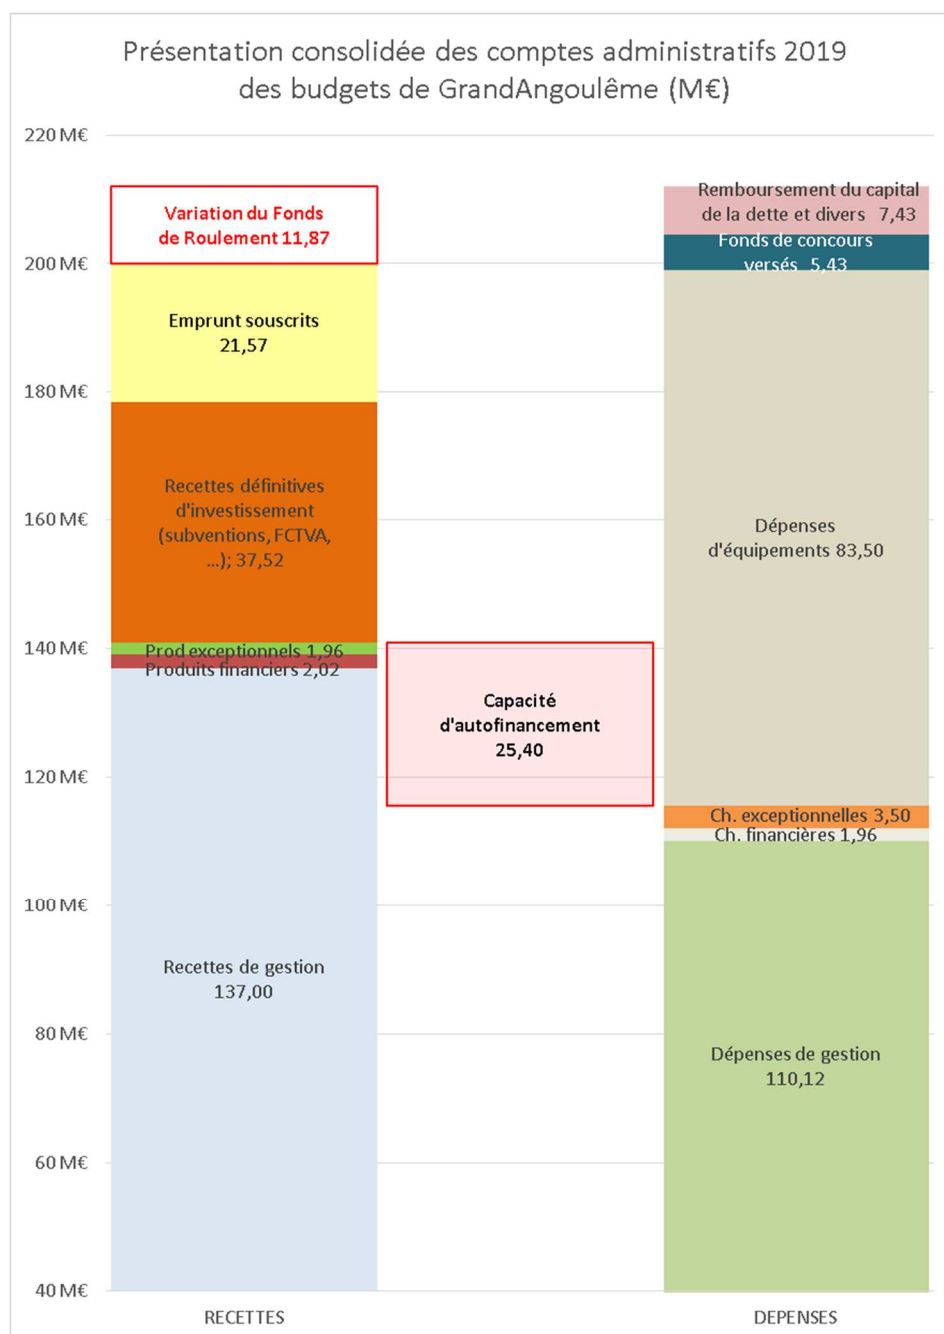 Présentation consolidée des comptes administratifs 2019
des budgets de GrandAngoulême (M€)
220 M€
200 M€
180 M€
160 M€
140 M€
120 M€
100 M€
80 M€
60 M€
40 M€
Variation du Fonds
de Roulement 11,87
Emprunt souscrits
21,57
Recettes définitives
d'investissement
(subventions, FCTVA,
...); 37,52
Prod exceptionnels 1,96
Produits financiers 2,02
Recettes de gestion
137,00
Capacité
d'autofinancement
25,40
Remboursement du capital
de la dette et divers 7,43
Fonds de concours
versés 5,43
Dépenses
d'équipements 83,50
Ch. exceptionnelles 3,50
Ch. financières 1,96
Dépenses de gestion
110,12
RECETTES
DEPENSES